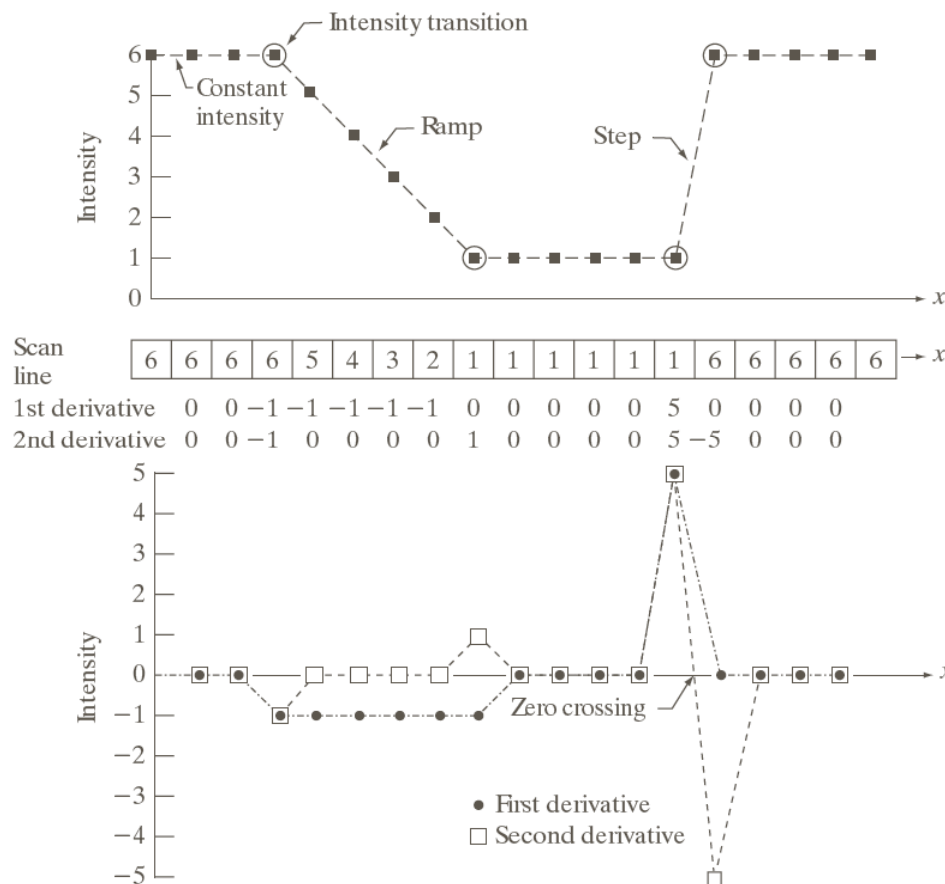 Intensity transition
6
Constant
intensity
5
4
Ramp
Step
3
2
1
0
x
Intensity
Scan
line
6 6 6 6 5 4 3 2 1 1 1 1 1 1 6 6 6 6 6
x
1st derivative 0 0 −1 −1 −1 −1 −1 0 0 0 0 0 5 0 0 0 0
2nd derivative 0 0 −1 0 0 0 0 1 0 0 0 0 5 −5 0 0 0
5
4
3
2
1
0
x
−1
Zero crossing
−2
−3
First derivative
−4
Second derivative
−5
Intensity